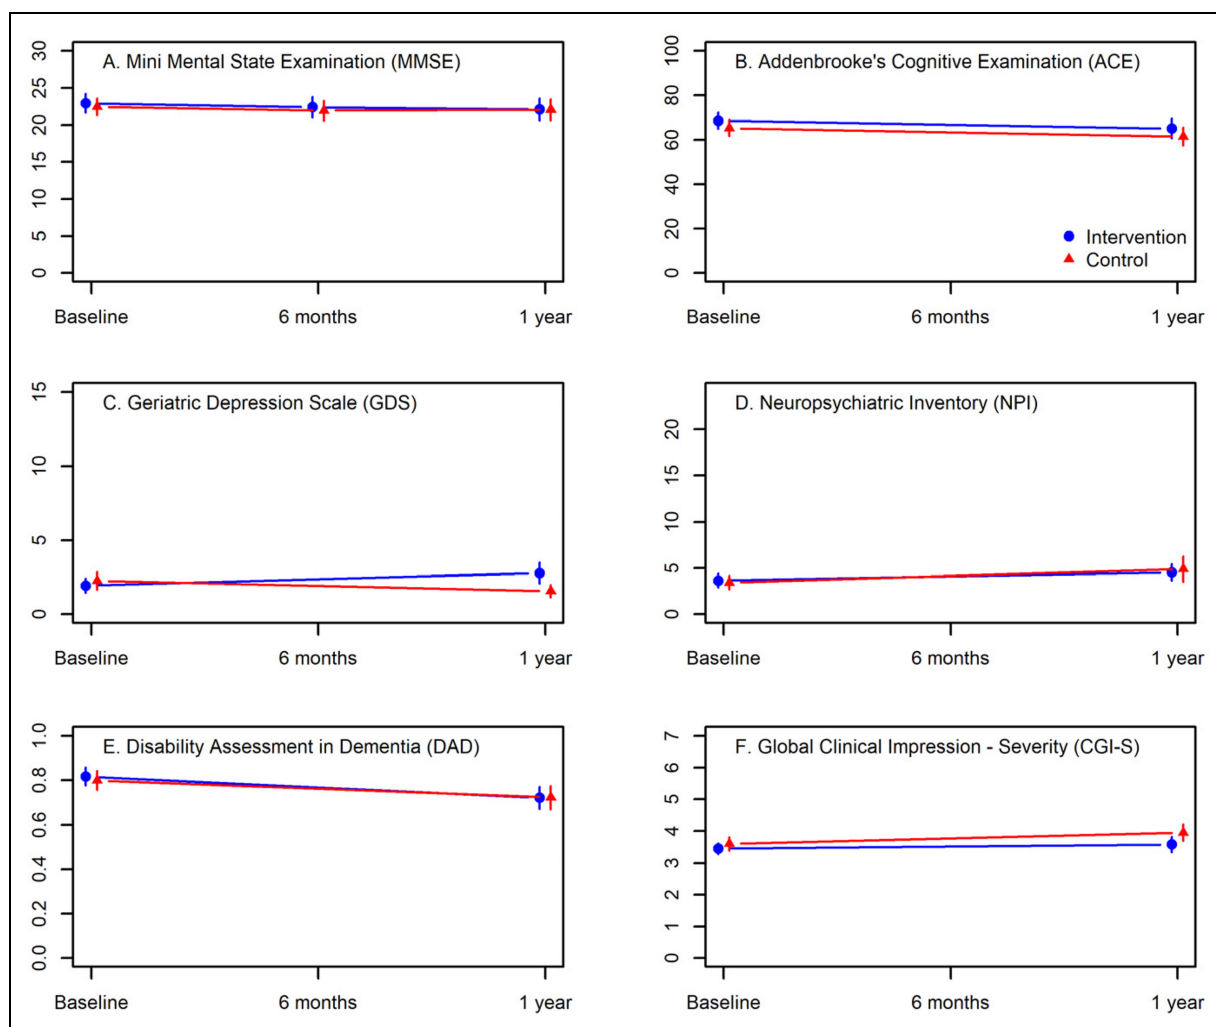 A. Mini Mental State Examination (MMSE)
30
25
20
15
10
5
0
Baseline 6 months 1 year
B. Addenbrooke's Cognitive Examination (ACE)
100
80
60
40
20
0
Intervention
Control
Baseline 6 months 1 year
C. Geriatric Depression Scale (GDS)
15
10
5
0
Baseline 6 months 1 year
D. Neuropsychiatric Inventory (NPI)
20
15
10
5
0
Baseline 6 months 1 year
E. Disability Assessment in Dementia (DAD)
1.0
0.8
0.6
0.4
0.2
0.0
Baseline 6 months 1 year
F. Global Clinical Impression - Severity (CGI-S)
7
6
5
4
3
2
1
0
Baseline 6 months 1 year